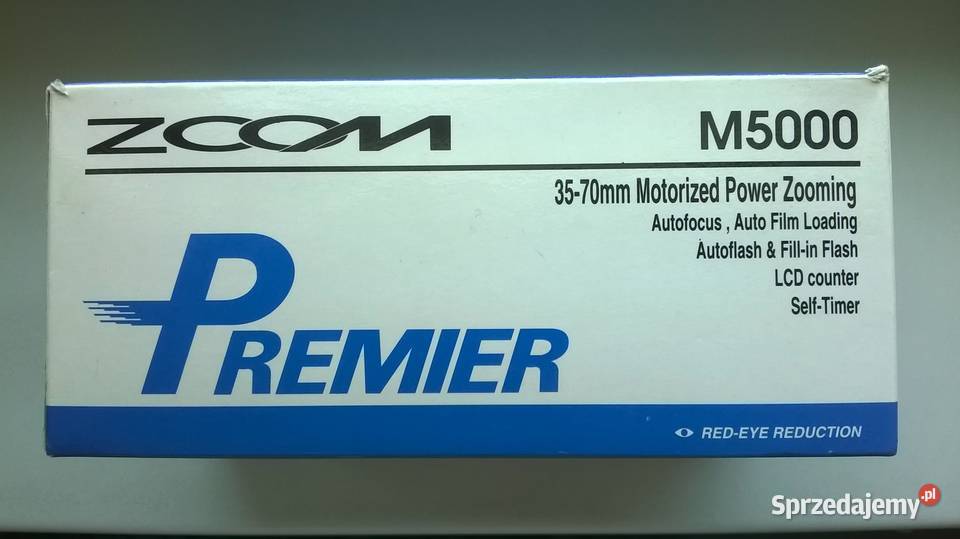 ZOOM
M5000
35-70mm Motorized Power Zooming
Autofocus , Auto Film Loading
Autoflash & Fill-in Flash
LCD counter
Self-Timer
PREMIER
RED-EYE REDUCTION
Sprzedajemy.pl